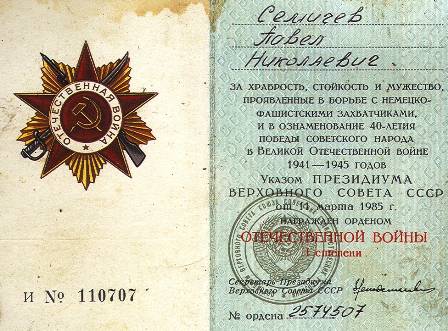 ОТЕЧЕСТВЕННАЯ ВОЙНА
И № 110707
Семичев
Павел
Николаевич.
ЗА ХРАБРОСТЬ, СТОЙКОСТЬ И МУЖЕСТВО,
ПРОЯВЛЕННЫЕ В БОРЬБЕ С НЕМЕЦКО-
ФАШИСТСКИМИ ЗАХВАТЧИКАМИ,
И В ОЗНАМЕНОВАНИЕ 40-ЛЕТИЯ
ПОБЕДЫ СОВЕТСКОГО НАРОДА
В ВЕЛИКОЙ ОТЕЧЕСТВЕННОЙ ВОЙНЕ
1941—1945 ГОДОВ
УКАЗОМ ПРЕЗИДИУМА
ВЕРХОВНОГО СОВЕТА СССР
от 11 марта 1985 г.
НАГРАЖДЕН ОРДЕНОМ
ОТЕЧЕСТВЕННОЙ ВОЙНЫ
I степени
Секретарь Президиума
Верховного Совета СССР
№ ордена 2574507